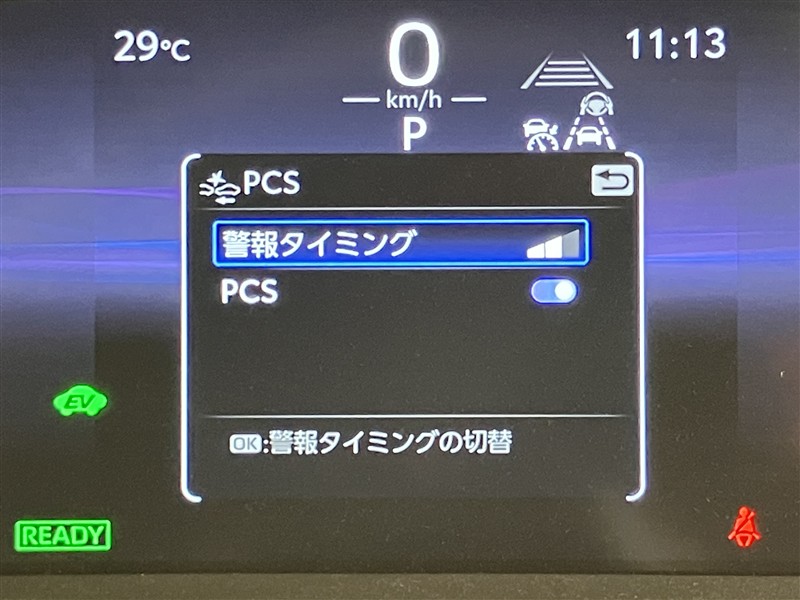 29℃
0
11:13
km/h
P
PCS
警報タイミング
PCS
EV
OK:警報タイミングの切替
READY